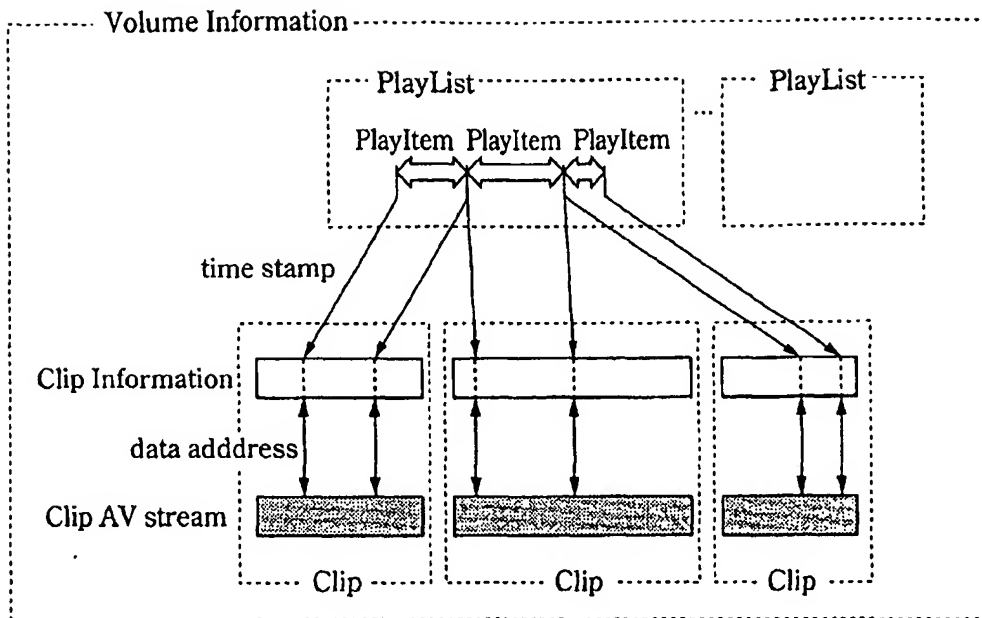 Volume Information
PlayList
PlayList
...
PlayItem PlayItem PlayItem
time stamp
Clip Information
data adddress
Clip AV stream
Clip
Clip
Clip